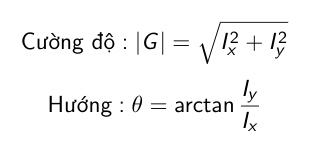 Cường độ : |G| = √(I_x^2 + I_y^2)
Hướng : θ = arctan I_y/I_x